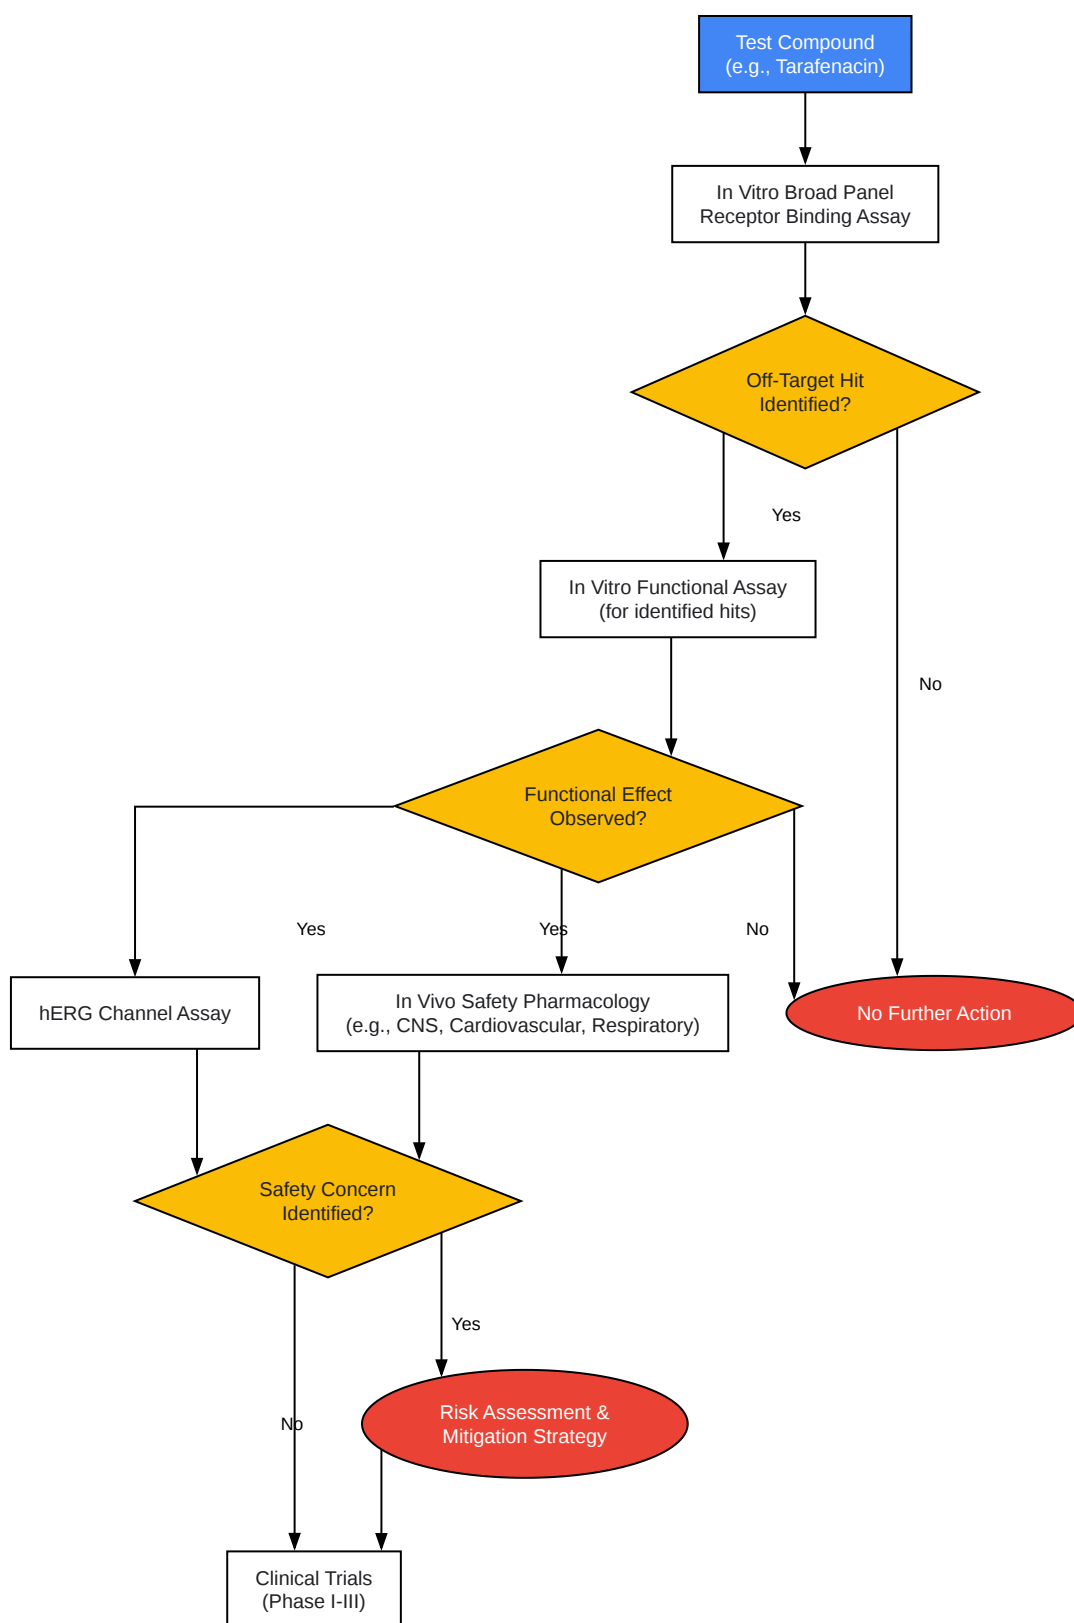 Test Compound
(e.g., Tarafenacin)
In Vitro Broad Panel
Receptor Binding Assay
Off-Target Hit
Identified?
Yes
In Vitro Functional Assay
(for identified hits)
No
Functional Effect
Observed?
Yes
Yes
No
hERG Channel Assay
In Vivo Safety Pharmacology
(e.g., CNS, Cardiovascular, Respiratory)
No Further Action
Safety Concern
Identified?
Yes
Risk Assessment &
Mitigation Strategy
No
Clinical Trials
(Phase I-III)